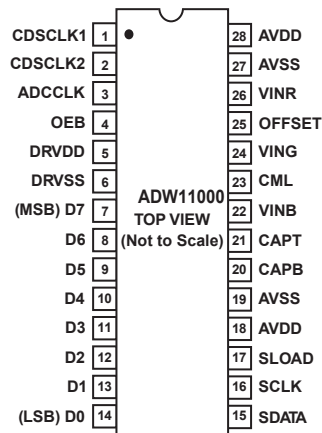 CDSCLK1 1
CDSCLK2 2
ADCCLK 3
OEB 4
DRVDD 5
DRVSS 6
(MSB) D7 7
D6 8
D5 9
D4 10
D3 11
D2 12
D1 13
(LSB) D0 14
ADW11000
TOP VIEW
(Not to Scale)
28 AVDD
27 AVSS
26 VINR
25 OFFSET
24 VING
23 CML
22 VINB
21 CAPT
20 CAPB
19 AVSS
18 AVDD
17 SLOAD
16 SCLK
15 SDATA